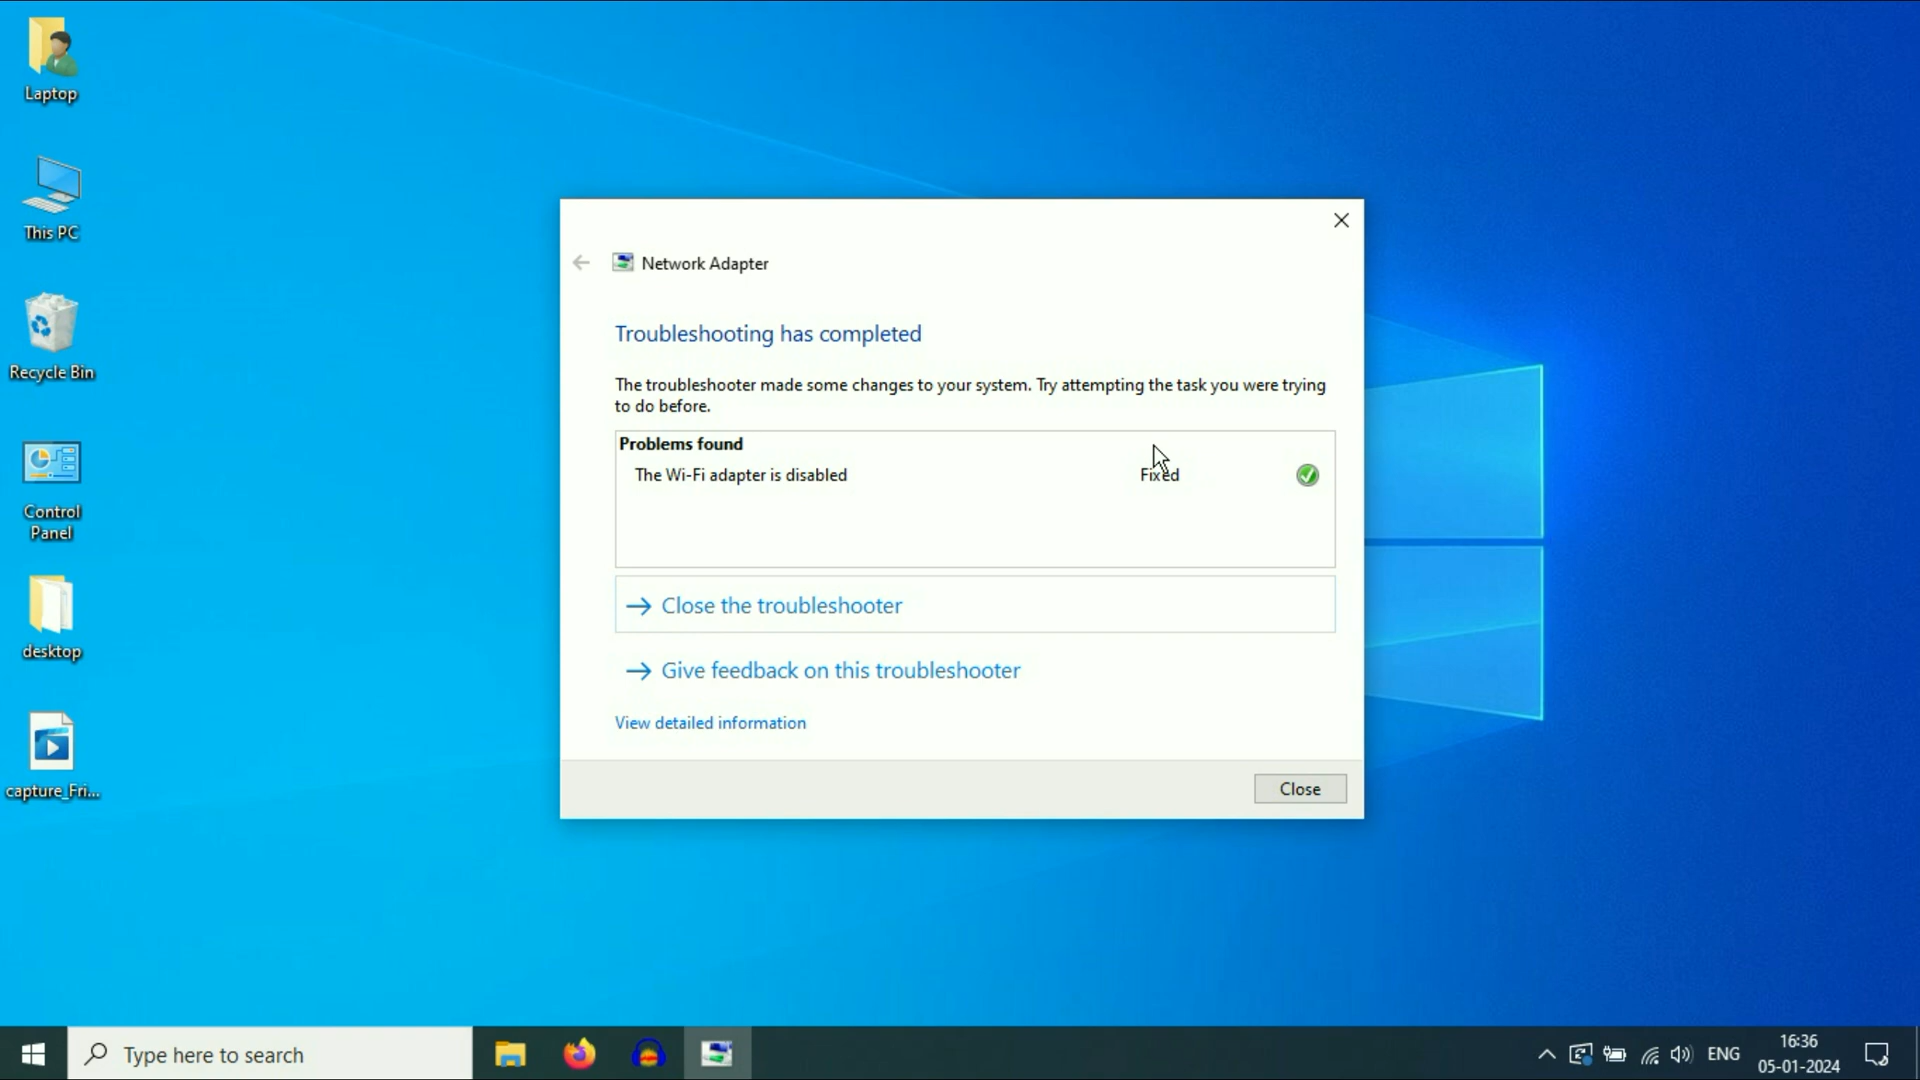 Laptop
This PC
Recycle Bin
Control
Panel
desktop
capture_Fri...
Network Adapter
Troubleshooting has completed
The troubleshooter made some changes to your system. Try attempting the task you were trying
to do before.
Problems found
The Wi-Fi adapter is disabled Fixed
Close the troubleshooter
Give feedback on this troubleshooter
View detailed information
Close
Type here to search
ENG
16:36
05-01-2024